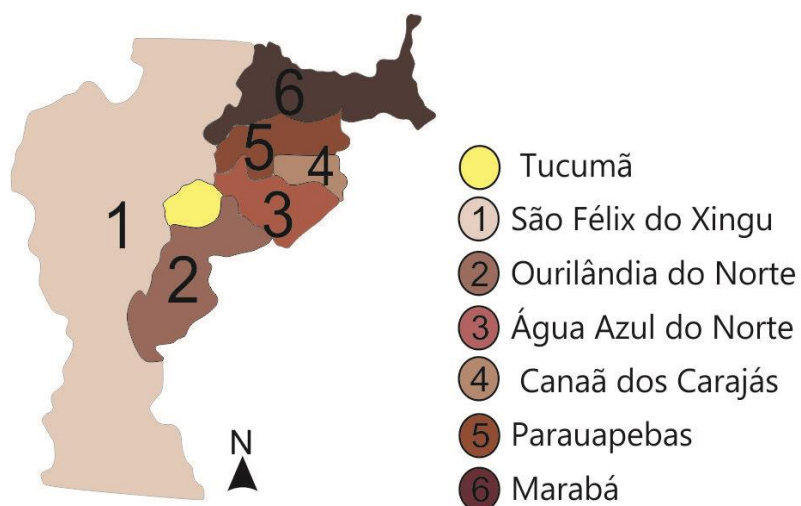 6
5
4
1
3
2
Tucumã
1 São Félix do Xingu
2 Ourilândia do Norte
3 Água Azul do Norte
4 Canaã dos Carajás
5 Parauapebas
6 Marabá
N